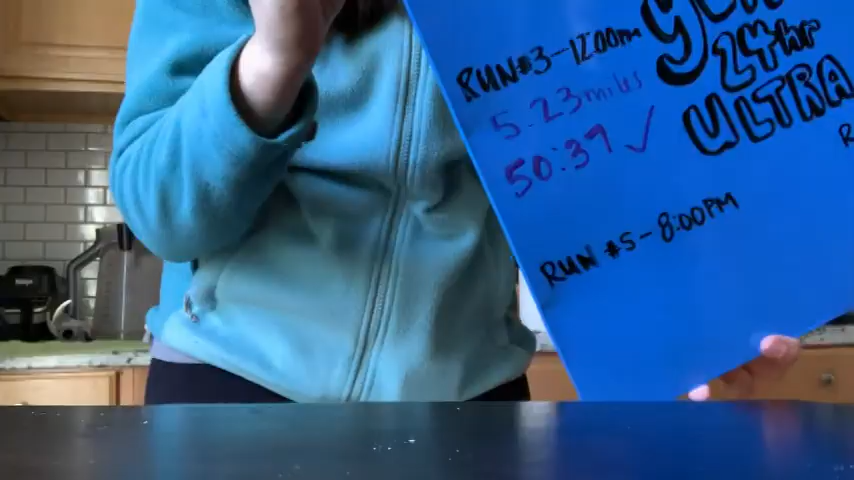 RUN #3-12:00PM
5.23 miles
50:37 ✓
24hr
ULTRA
R
RUN #5-8:00PM